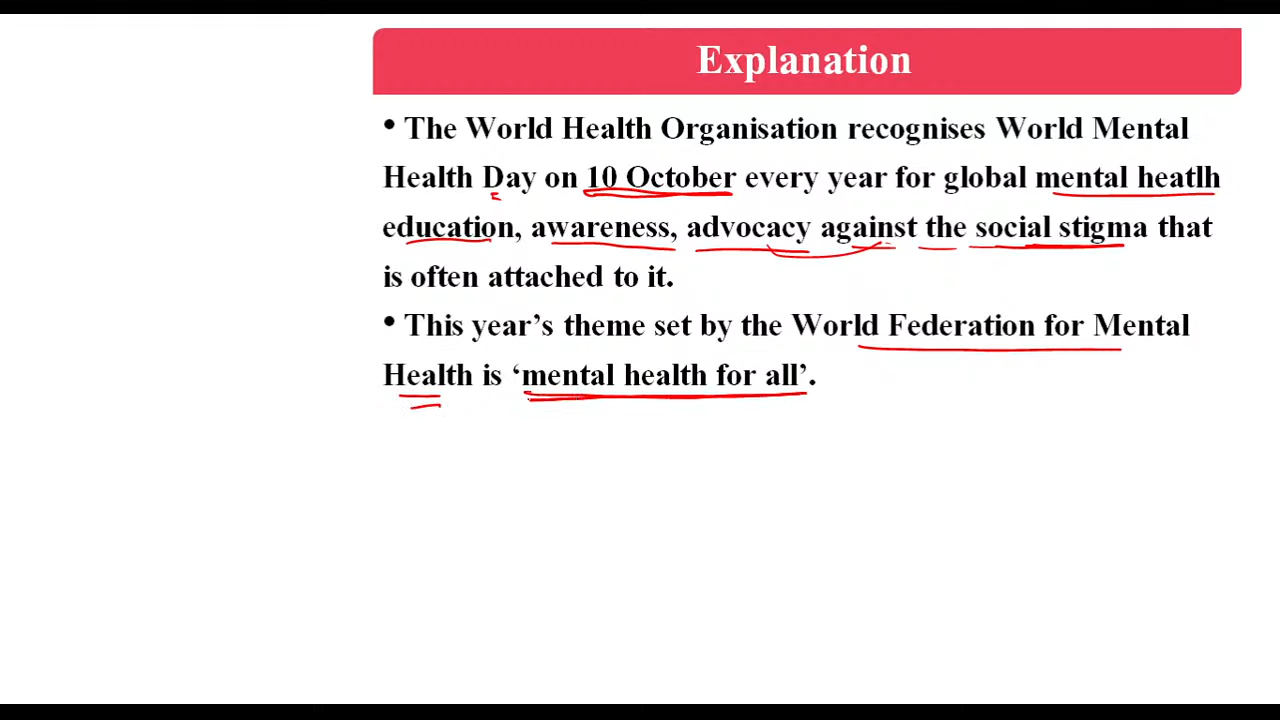 Explanation
• The World Health Organisation recognises World Mental
Health Day on 10 October every year for global mental heatlh
education, awareness, advocacy against the social stigma that
is often attached to it.
• This year’s theme set by the World Federation for Mental
Health is ‘mental health for all’.